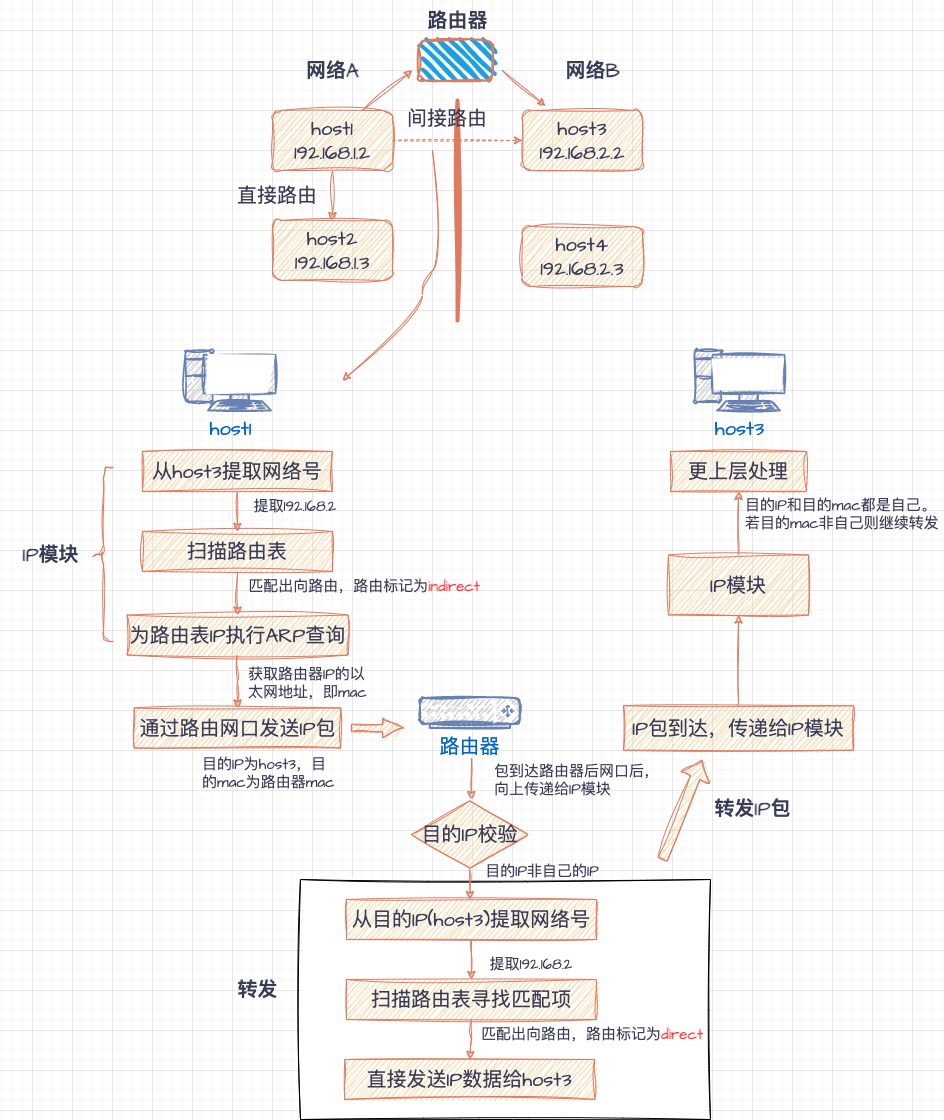 路由器
网络A
网络B
间接路由
host1
192.168.1.2
host3
192.168.2.2
直接路由
host2
192.168.1.3
host4
192.168.2.3
host1
host3
从host3提取网络号
提取192.168.2
扫描路由表
IP模块
匹配出向路由，路由标记为indirect
为路由表IP执行ARP查询
获取路由器IP的以
太网地址，即mac
通过路由网口发送IP包
目的IP为host3，目
的mac为路由器mac
更上层处理
目的IP和目的mac都是自己。
若目的mac非自己则继续转发
IP模块
IP包到达，传递给IP模块
转发IP包
路由器
包到达路由器后网口后，
向上传递给IP模块
目的IP校验
目的IP非自己的IP
从目的IP(host3)提取网络号
提取192.168.2
转发
扫描路由表寻找匹配项
匹配出向路由，路由标记为direct
直接发送IP数据给host3